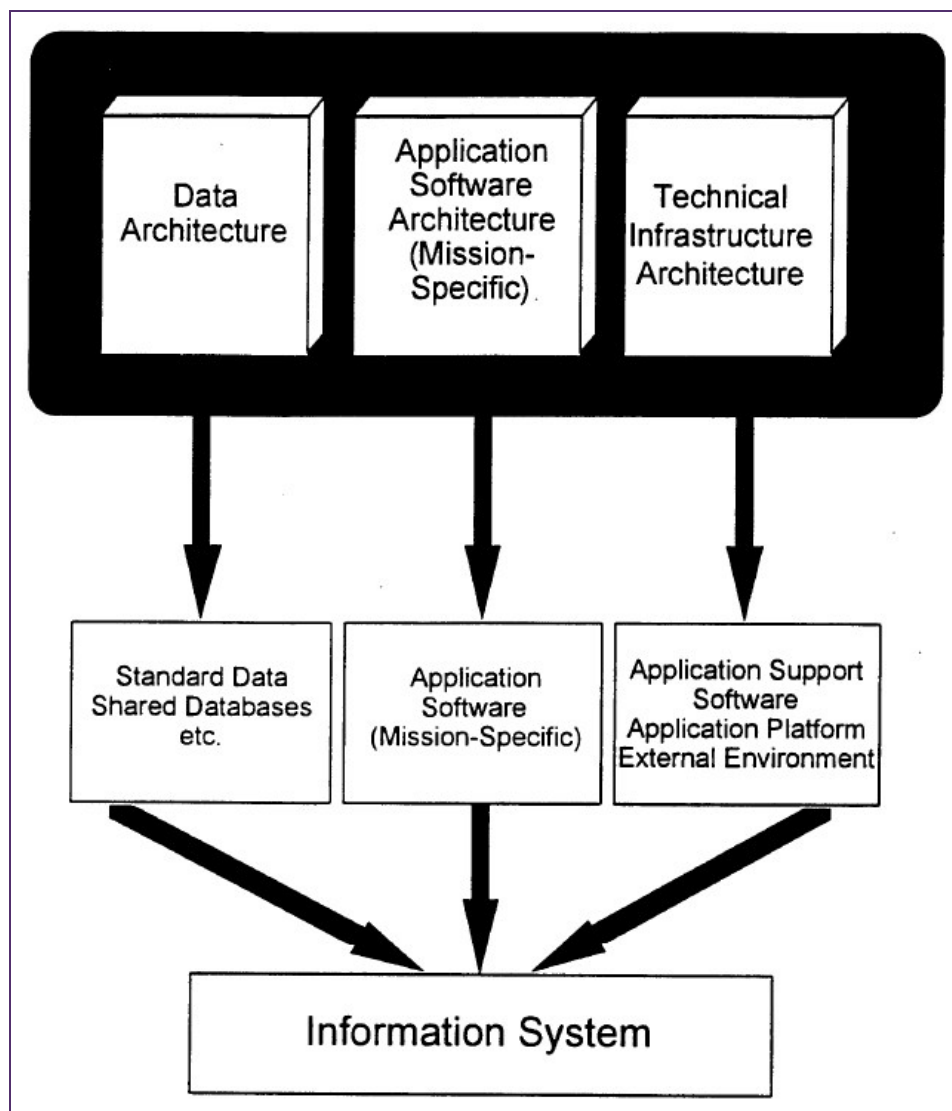 Data
Architecture
Application
Software
Architecture
(Mission-
Specific)
Technical
Infrastructure
Architecture
Standard Data
Shared Databases
etc.
Application
Software
(Mission-Specific)
Application Support
Software
Application Platform
External Environment
Information System